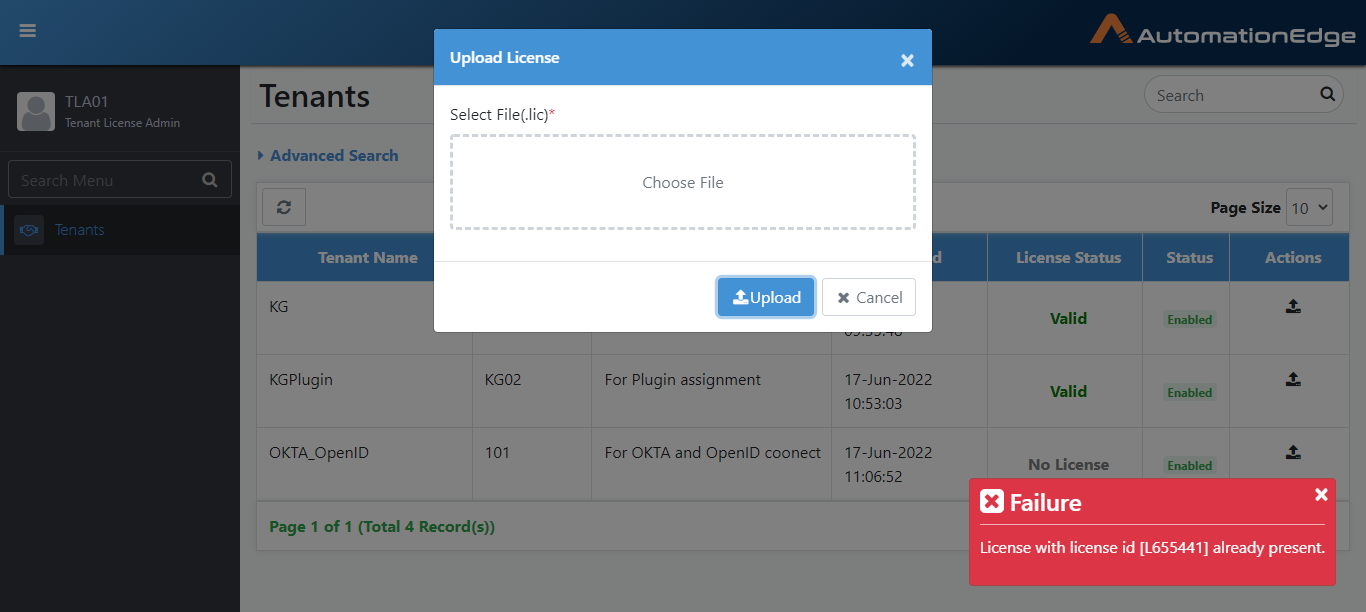 AutomationEdge
TLA01
Tenant License Admin
Search Menu
Tenants
Tenants
Search
Advanced Search
Page Size 10
Tenant Name
d
License Status
Status
Actions
KG
Valid
Enabled
KGPlugin
KG02
For Plugin assignment
17-Jun-2022
10:53:03
Valid
Enabled
OKTA_OpenID
101
For OKTA and OpenID coonect
17-Jun-2022
11:06:52
No License
Enabled
Page 1 of 1 (Total 4 Record(s))
Upload License
Select File(.lic)*
Choose File
Upload
Cancel
Failure
License with license id [L655441] already present.